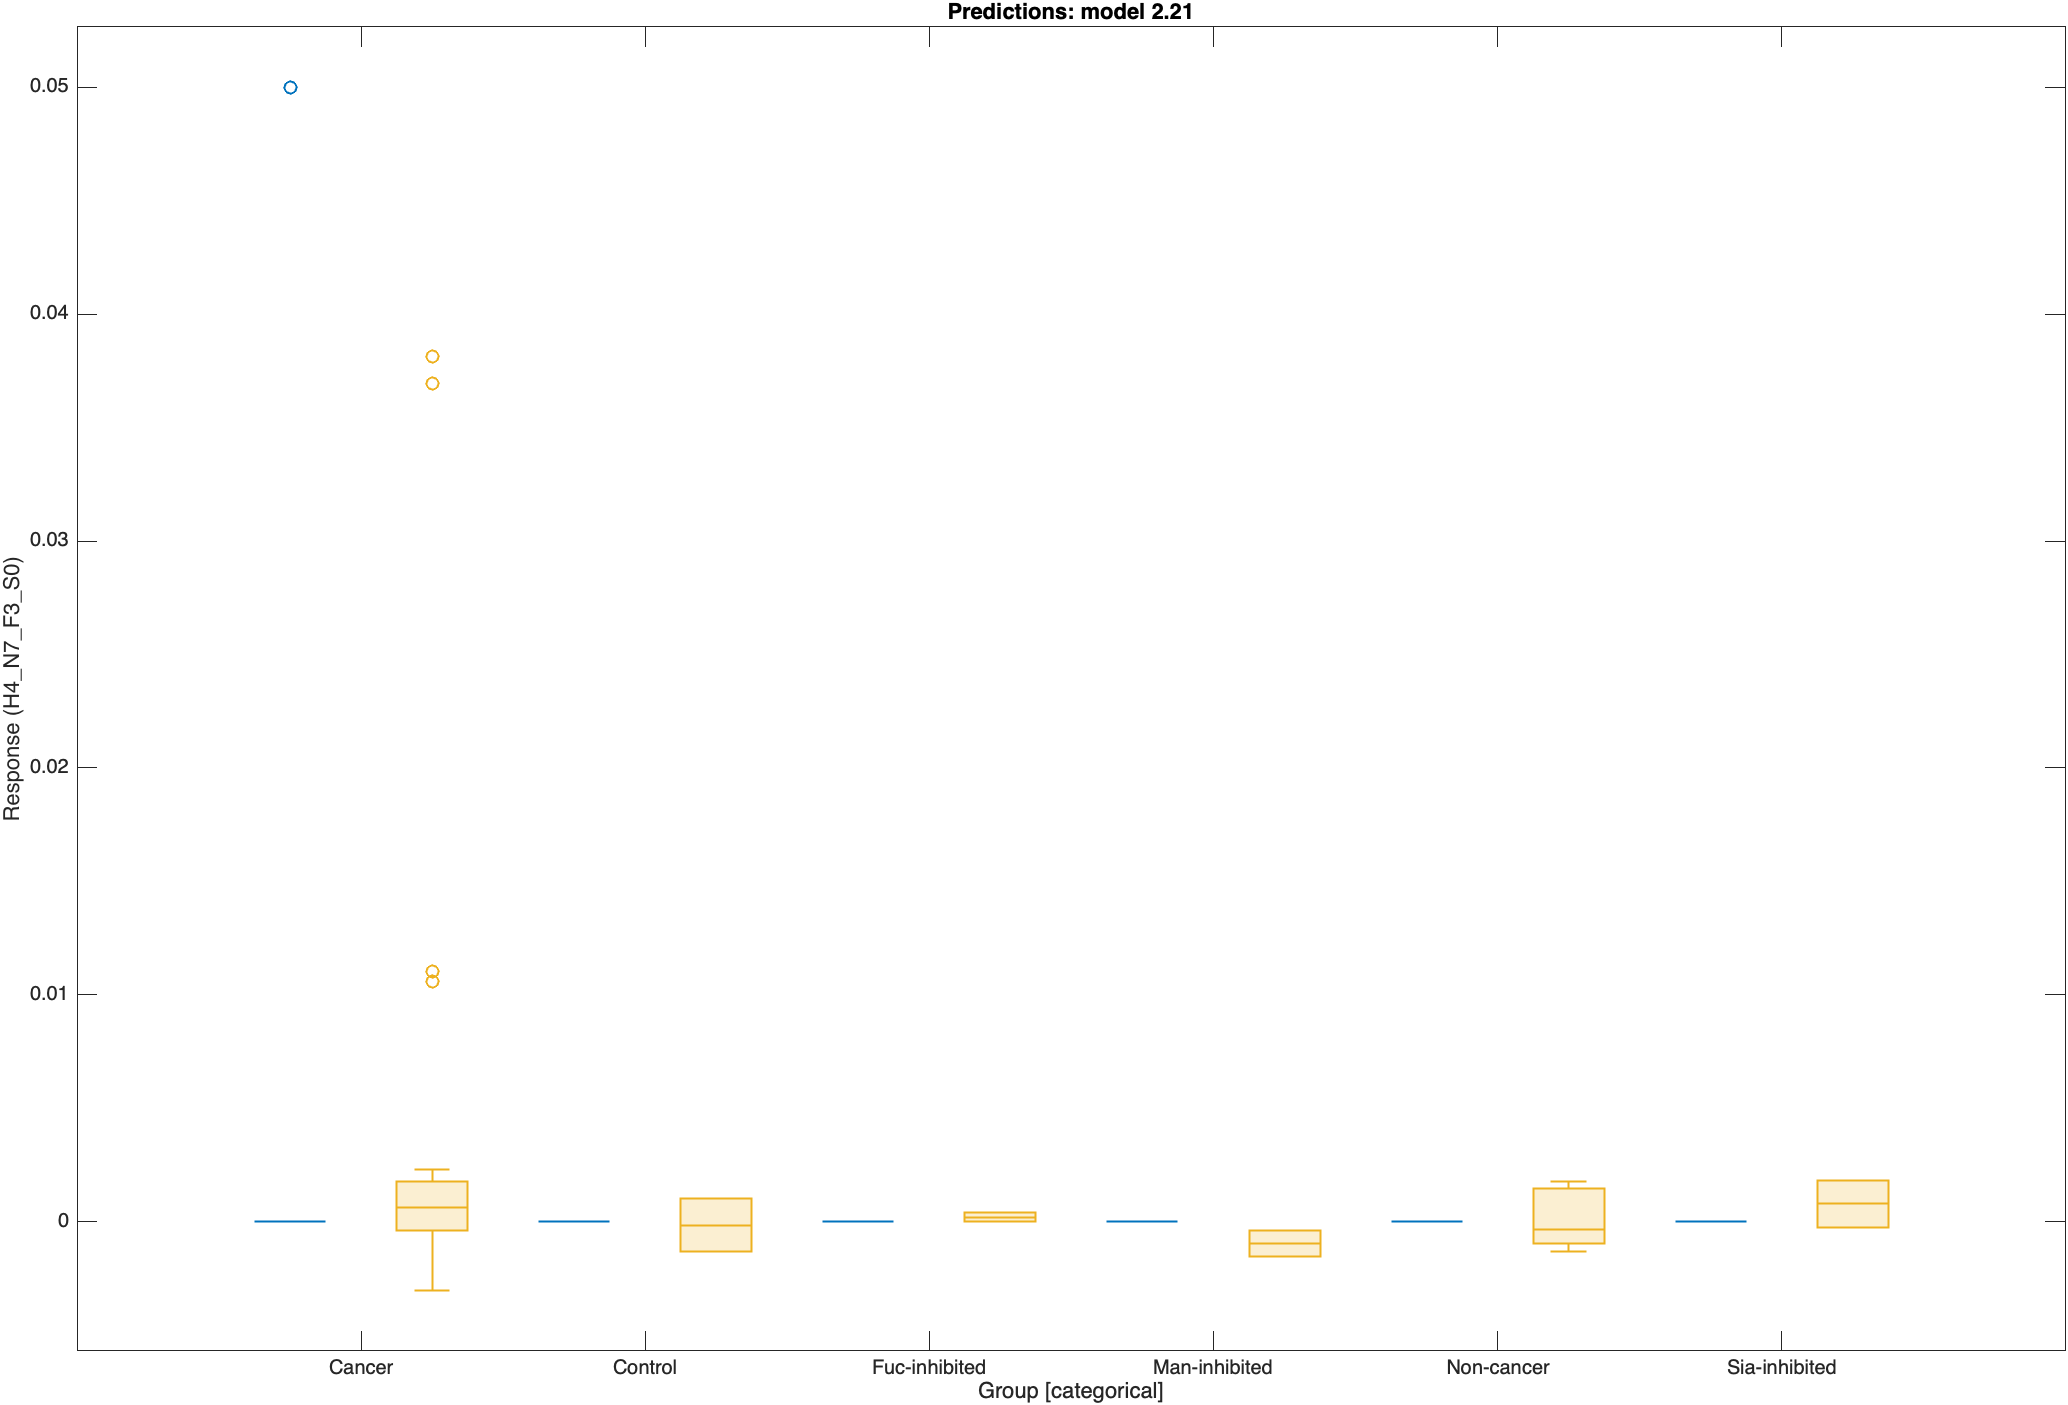 Predictions: model 2.21
Response (H4_N7_F3_S0)
0.05
0.04
0.03
0.02
0.01
0
Cancer
Control
Fuc-inhibited
Man-inhibited
Non-cancer
Sia-inhibited
Group [categorical]